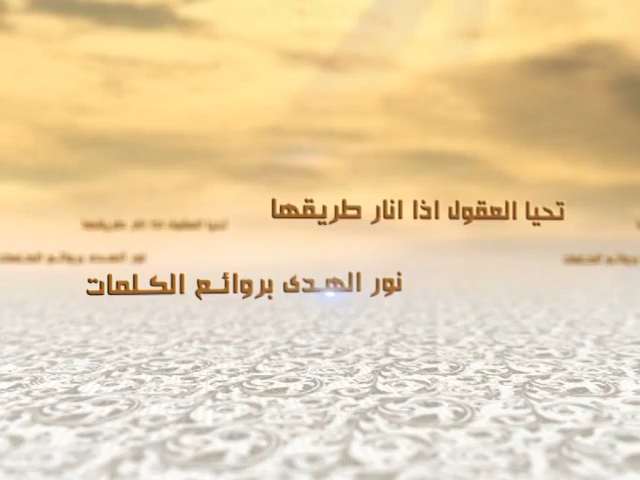 تحيا العقول اذا انار طريقها
نور الهدى بروائع الكلمات